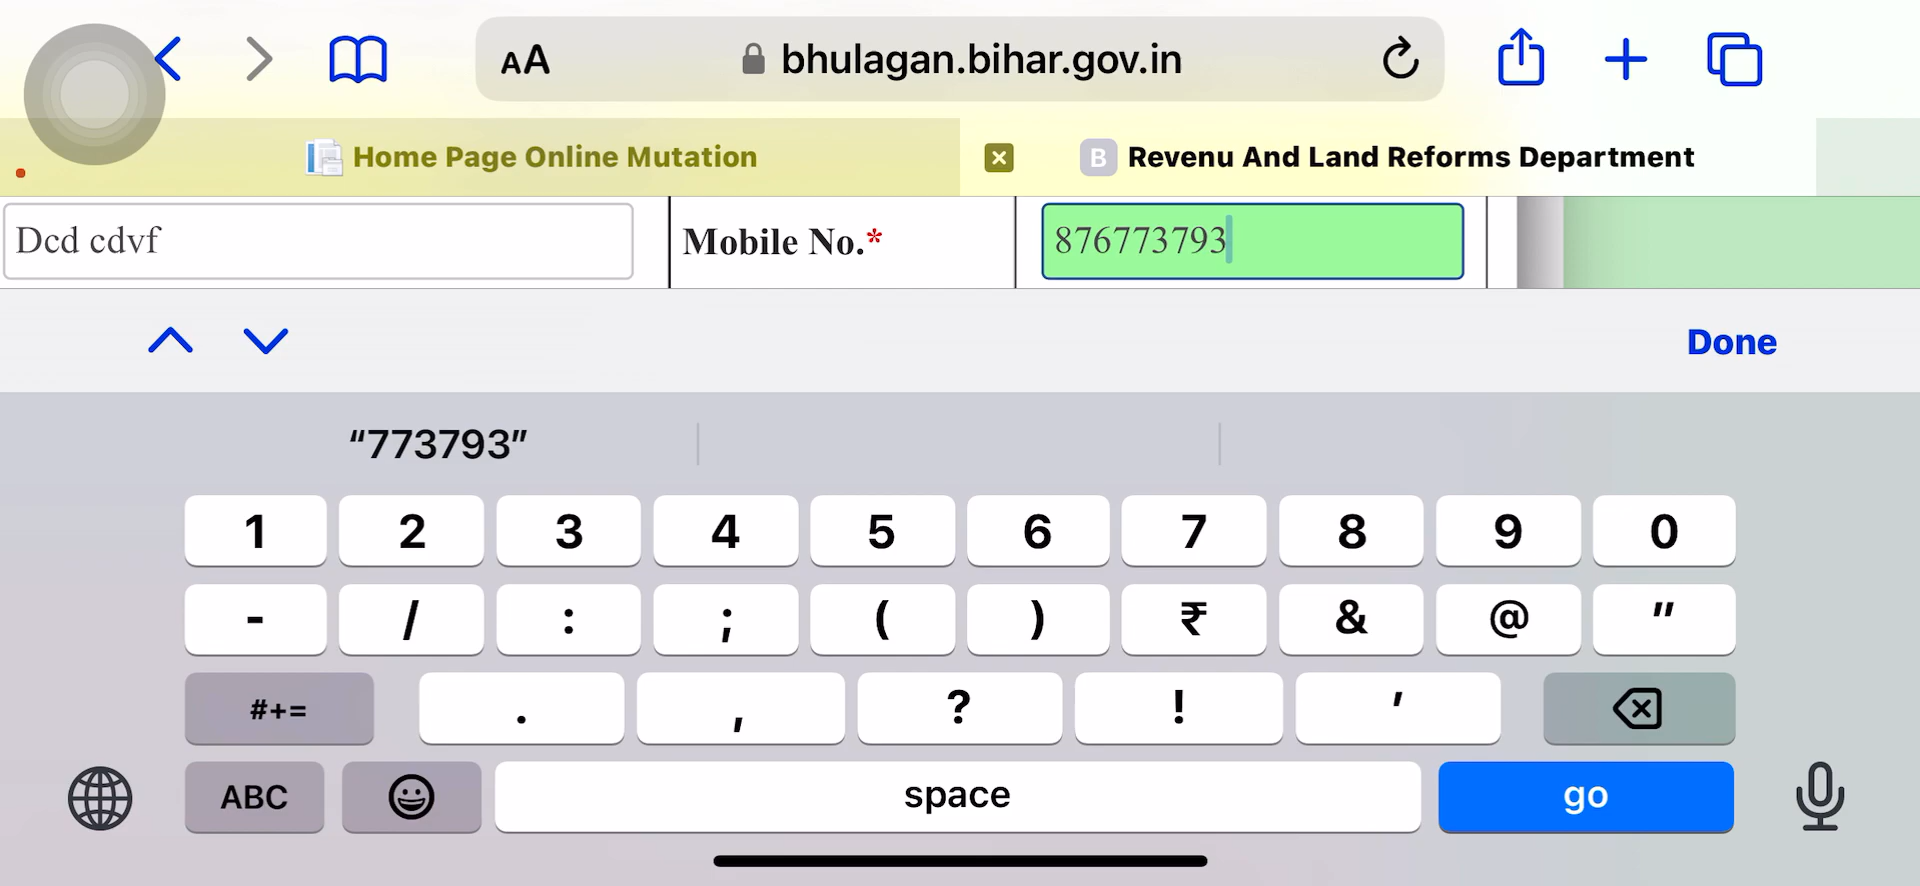 AA bhulagan.bihar.gov.in
Home Page Online Mutation B Revenu And Land Reforms Department
Dcd cdvf Mobile No.* 876773793
Done
“773793”
1 2 3 4 5 6 7 8 9 0
- / : ; ( ) ₹ & @ "
#+= . , ? ! '
ABC space go